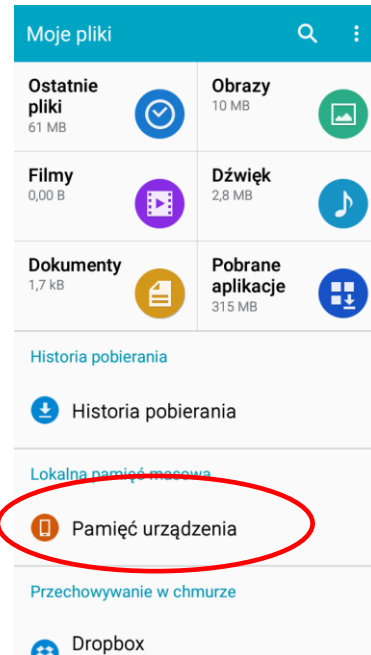 Moje pliki
Ostatnie
pliki
61 MB
Obrazy
10 MB
Filmy
0,00 B
Dźwięk
2,8 MB
Dokumenty
1,7 kB
Pobrane
aplikacje
315 MB
Historia pobierania
Historia pobierania
Lokalna pamięć masowa
Pamięć urządzenia
Przechowywanie w chmurze
Dropbox